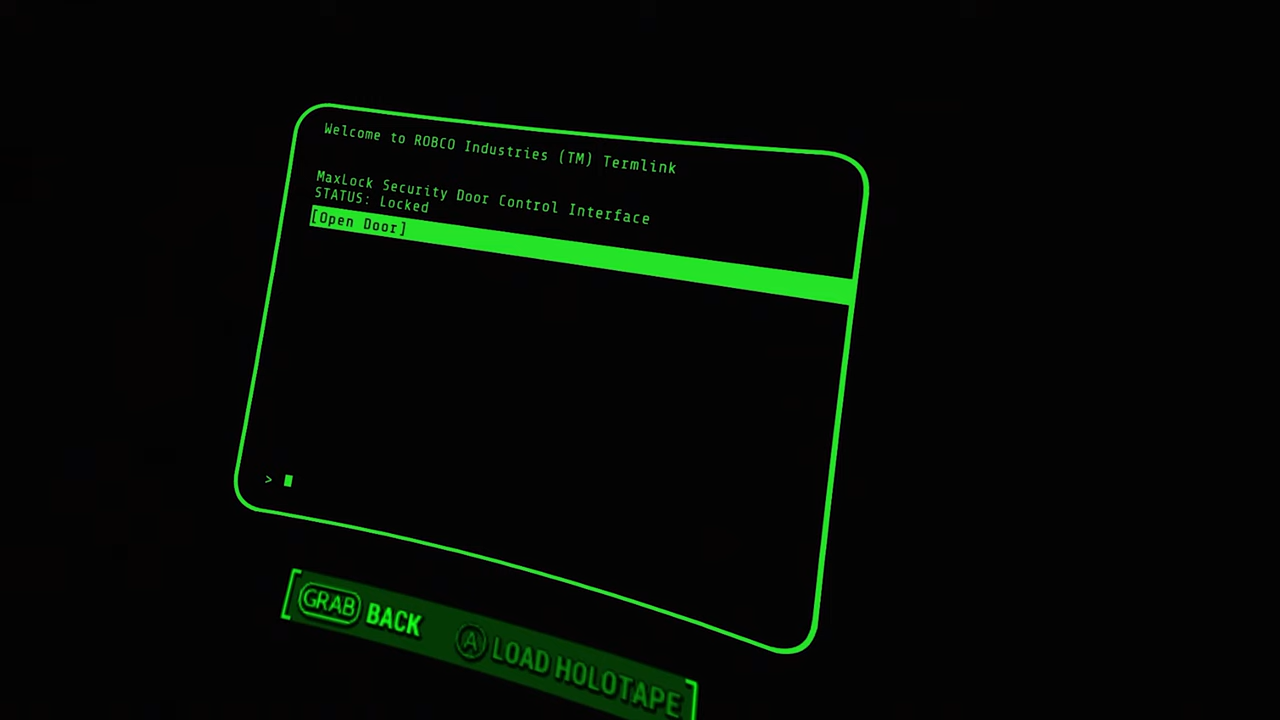 Welcome to ROBCO Industries (TM) Termlink
MaxLock Security Door Control Interface
STATUS: Locked
[Open Door]
>
GRAB BACK A LOAD HOLOTAPE